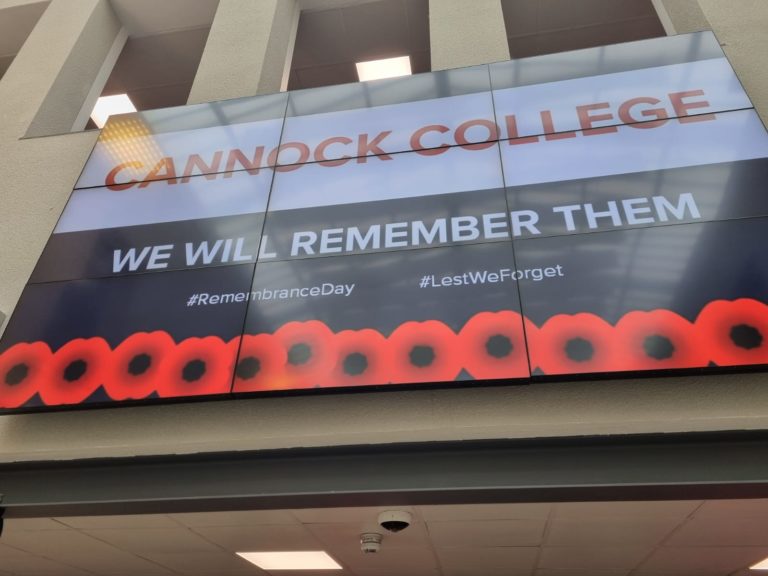 CANNOCK COLLEGE
WE WILL REMEMBER THEM
#RemembranceDay #LestWeForget